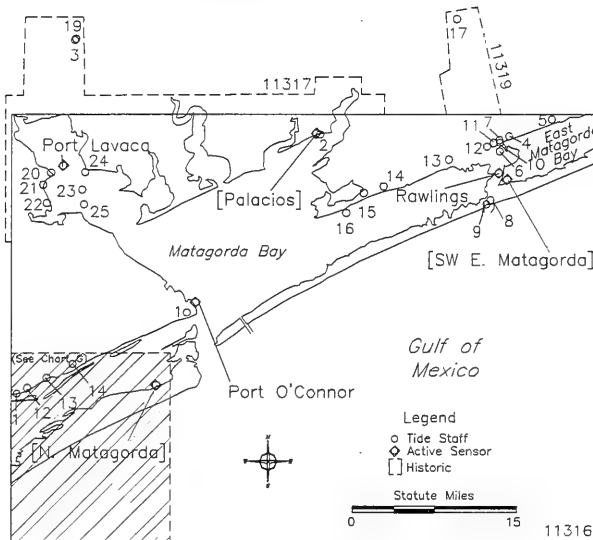 19
3
17
11317
11319
5
11
7
4
East
Matagorda
Bay
12
10
Port Lavaca
2
20
24
13
14
6
21
23
[Palacios]
15
Rawlings
22
25
16
9
8
Matagorda Bay
[SW E. Matagorda]
1
(See Chart G)
Gulf of
Mexico
Port O'Connor
1
12
13
14
[N. Matagorda]
Legend
Tide Staff
Active Sensor
Historic
Statute Miles
0
15
11316